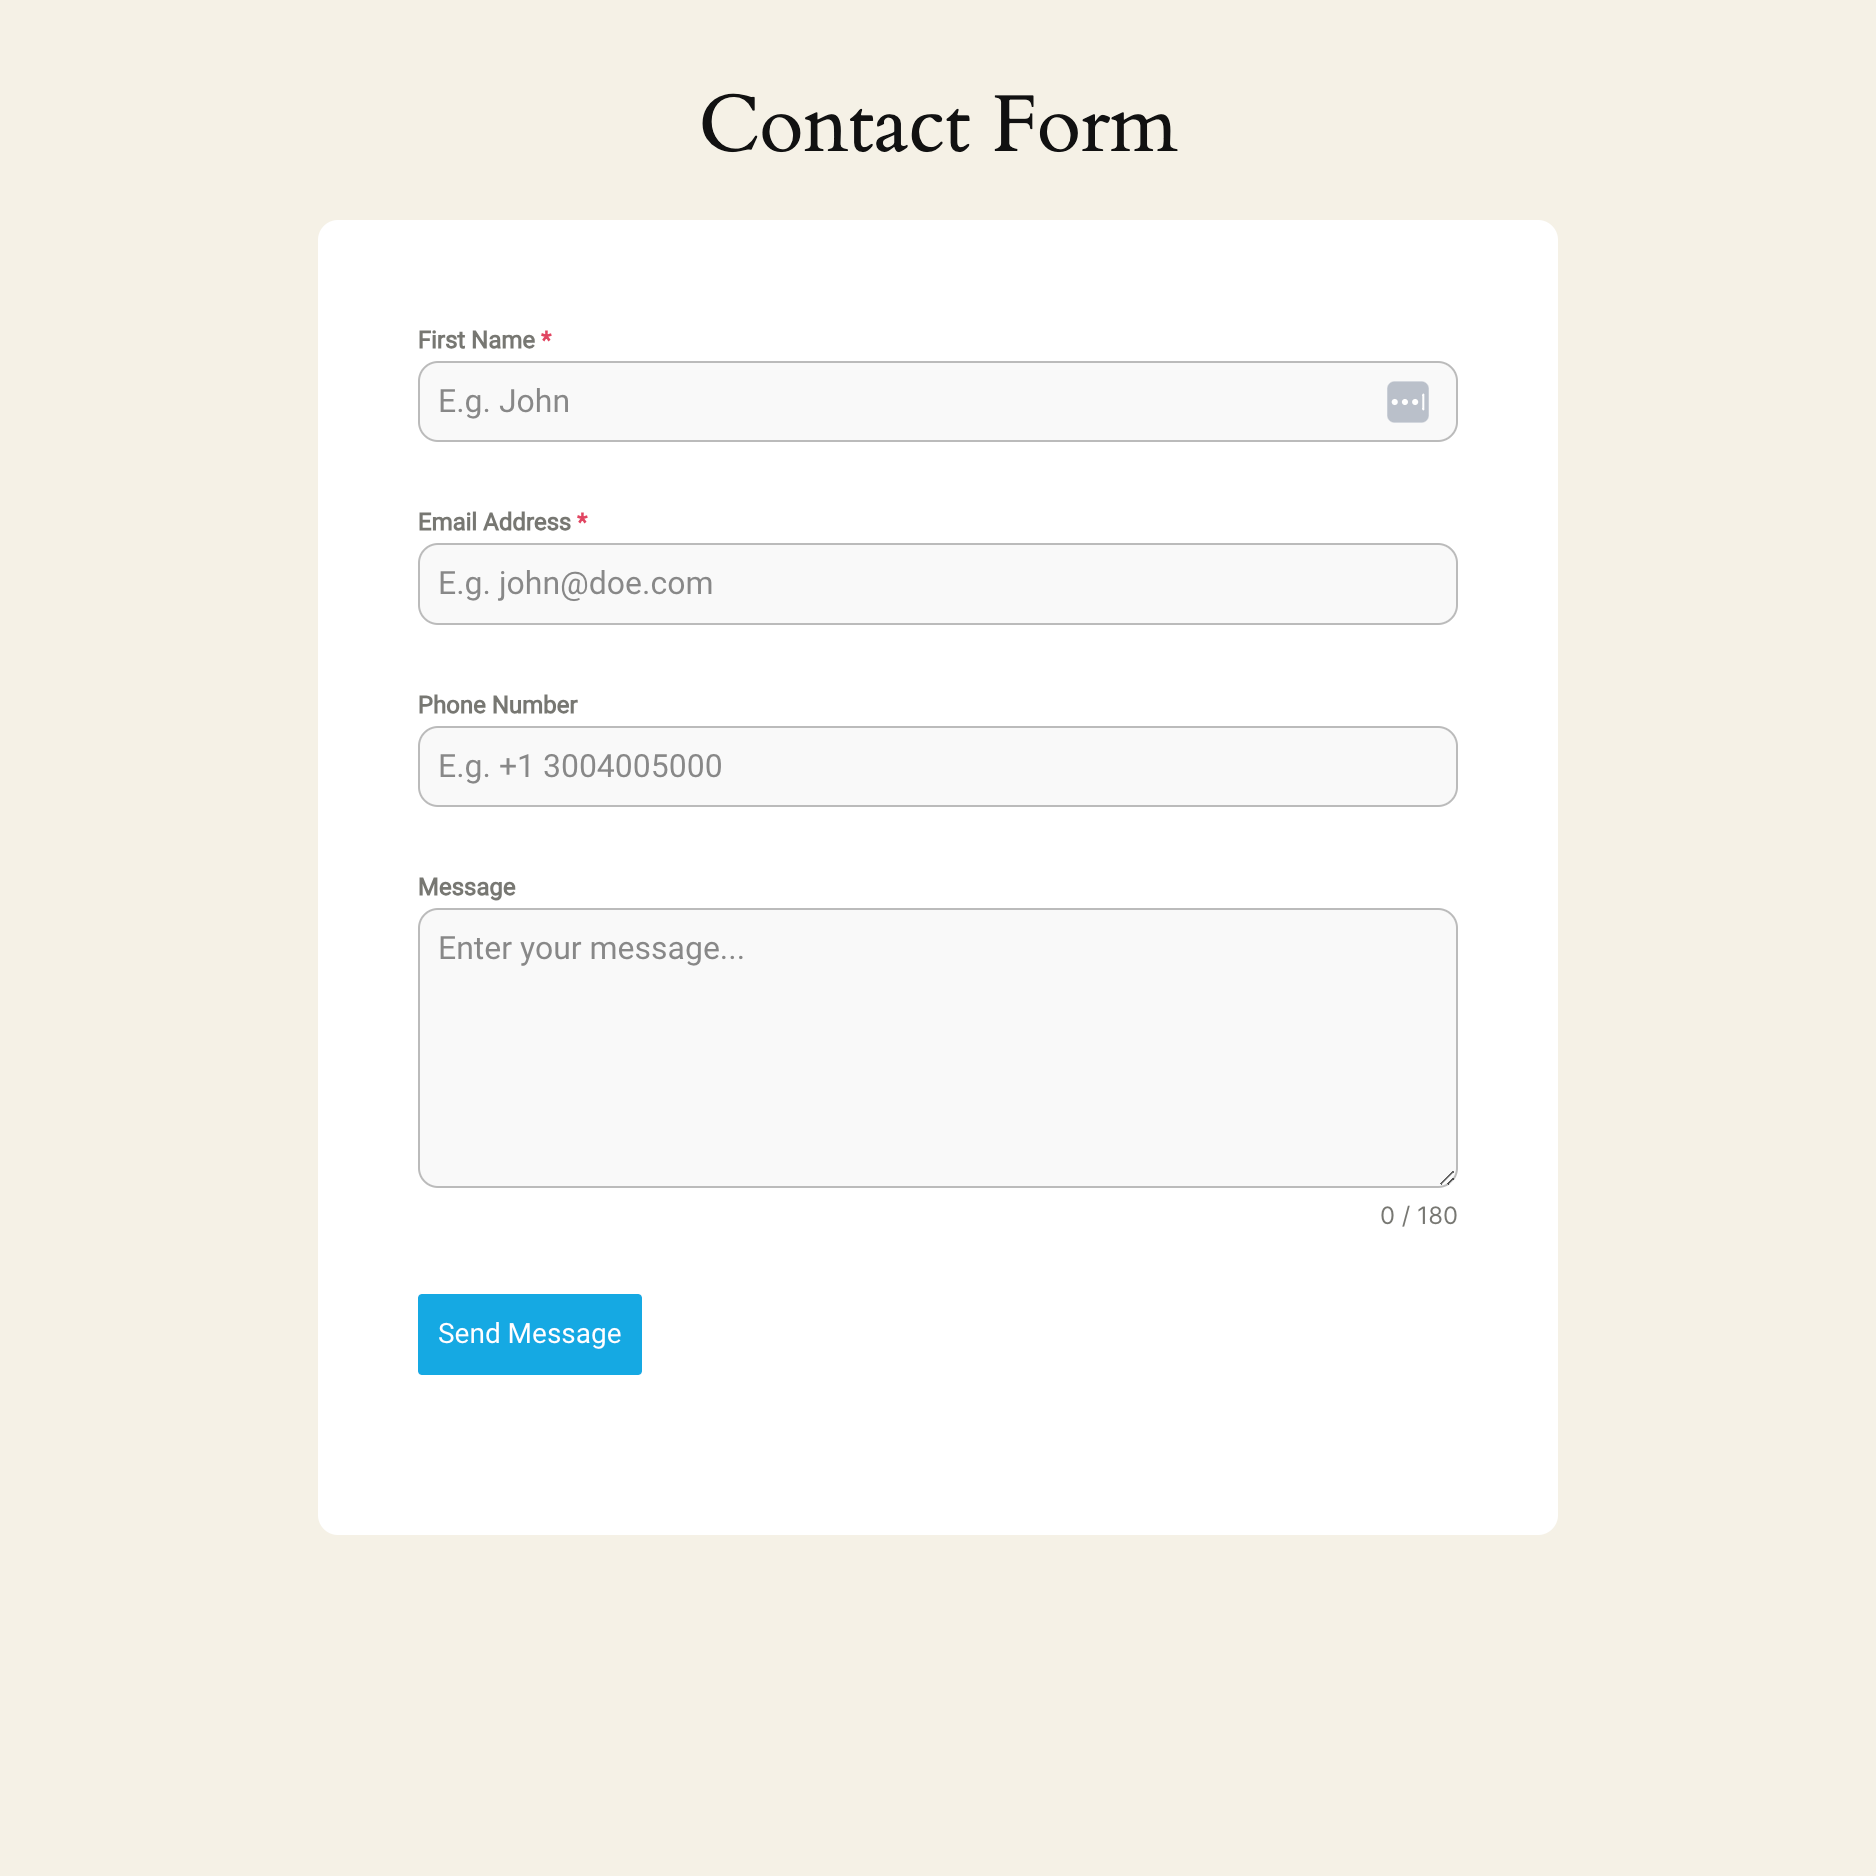 Contact Form
First Name *
E.g. John
Email Address *
E.g. john@doe.com
Phone Number
E.g. +1 3004005000
Message
Enter your message...
0 / 180
Send Message